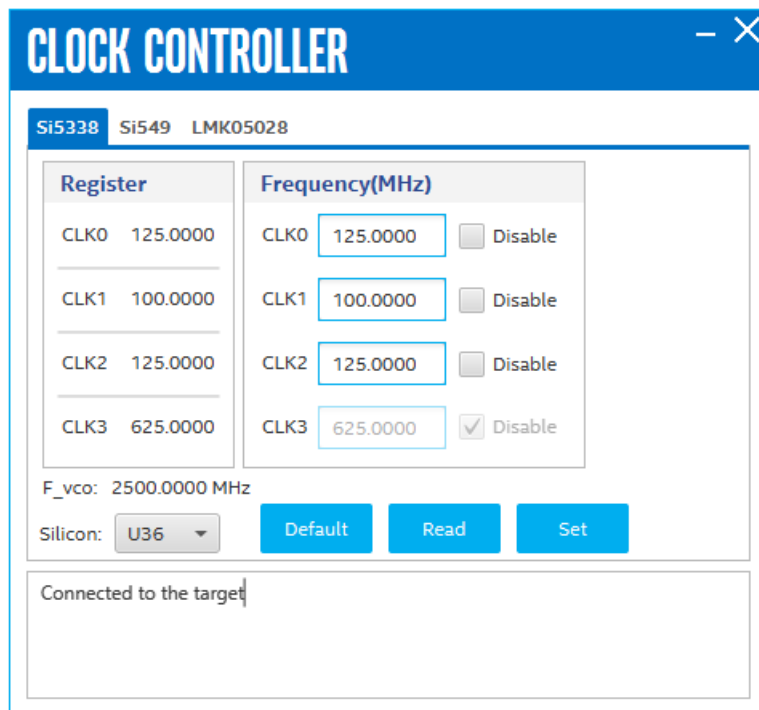 CLOCK CONTROLLER
Si5338 Si549 LMK05028
Register Frequency(MHz)
CLK0 125.0000 CLK0 125.0000 Disable
CLK1 100.0000 CLK1 100.0000 Disable
CLK2 125.0000 CLK2 125.0000 Disable
CLK3 625.0000 CLK3 625.0000 Disable
F_vco: 2500.0000 MHz
Silicon: U36 Default Read Set
Connected to the target